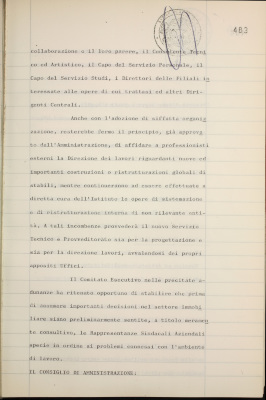 483
collaborazione e il loro parere, il Consulente Tecni
co ed Artistico, il Capo del Servizio Personale, il
Capo del Servizio Studi, i Direttori delle Filiali in
teressate alle opere di cui trattasi ed altri Diri-
genti Centrali.
Anche con l'adozione di siffatta organiz
zazione, resterebbe fermo il principio, già approva
to dall'Amministrazione, di affidare a professionisti
esterni la Direzione dei lavori riguardanti nuove ed
importanti costruzioni e ristrutturazioni globali di
stabili, mentre continueranno ad essere effettuate a
diretta cura dell'Istituto le opere di sistemazione
e di ristrutturazione interna di non rilevante enti-
tà. A tali incombenze provvederà il nuovo Servizio
Tecnico e Provveditorato sia per la progettazione e
sia per la direzione lavori, avvalendosi dei propri
appositi Uffici.
Il Comitato Esecutivo nelle precitate a-
dunanze ha ritenuto opportuno di stabilire che prima
di assumere importanti decisioni nel settore immobi
liare siano preliminarmente sentite, a titolo meramen
te consultivo, le Rappresentanze Sindacali Aziendali
specie in ordine ai problemi connessi con l'ambiente
di lavoro.
IL CONSIGLIO DI AMMINISTRAZIONE: